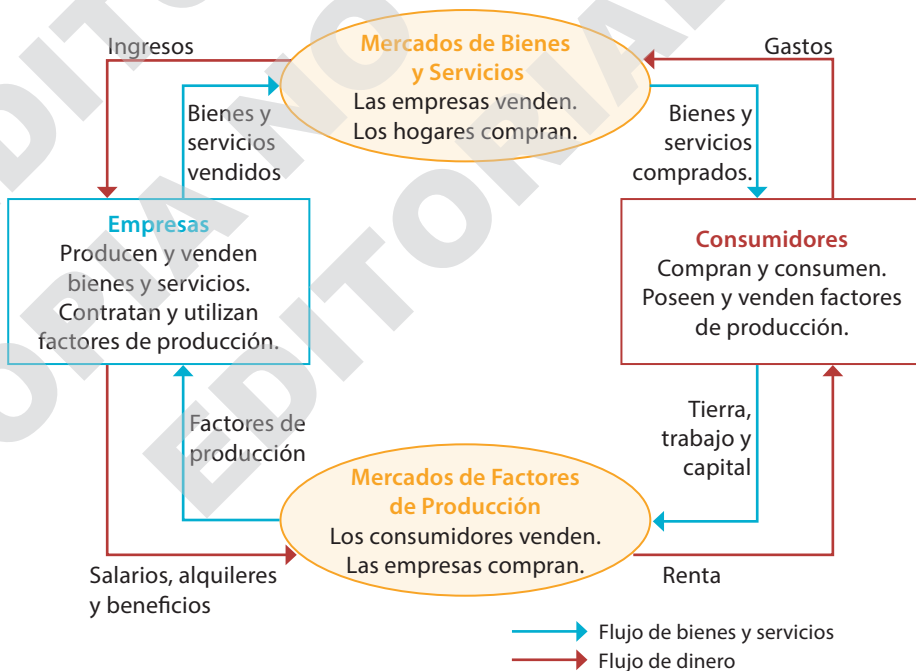 Ingresos
Mercados de Bienes
y Servicios
Las empresas venden.
Los hogares compran.
Gastos
Bienes y
servicios
vendidos
Bienes y
servicios
comprados.
Empresas
Producen y venden
bienes y servicios.
Contratan y utilizan
factores de producción.
Consumidores
Compran y consumen.
Poseen y venden factores
de producción.
Factores de
producción
Tierra,
trabajo y
capital
Mercados de Factores
de Producción
Los consumidores venden.
Las empresas compran.
Salarios, alquileres
y beneficios
Renta
Flujo de bienes y servicios
Flujo de dinero
OPIA NO
EDITORIAL